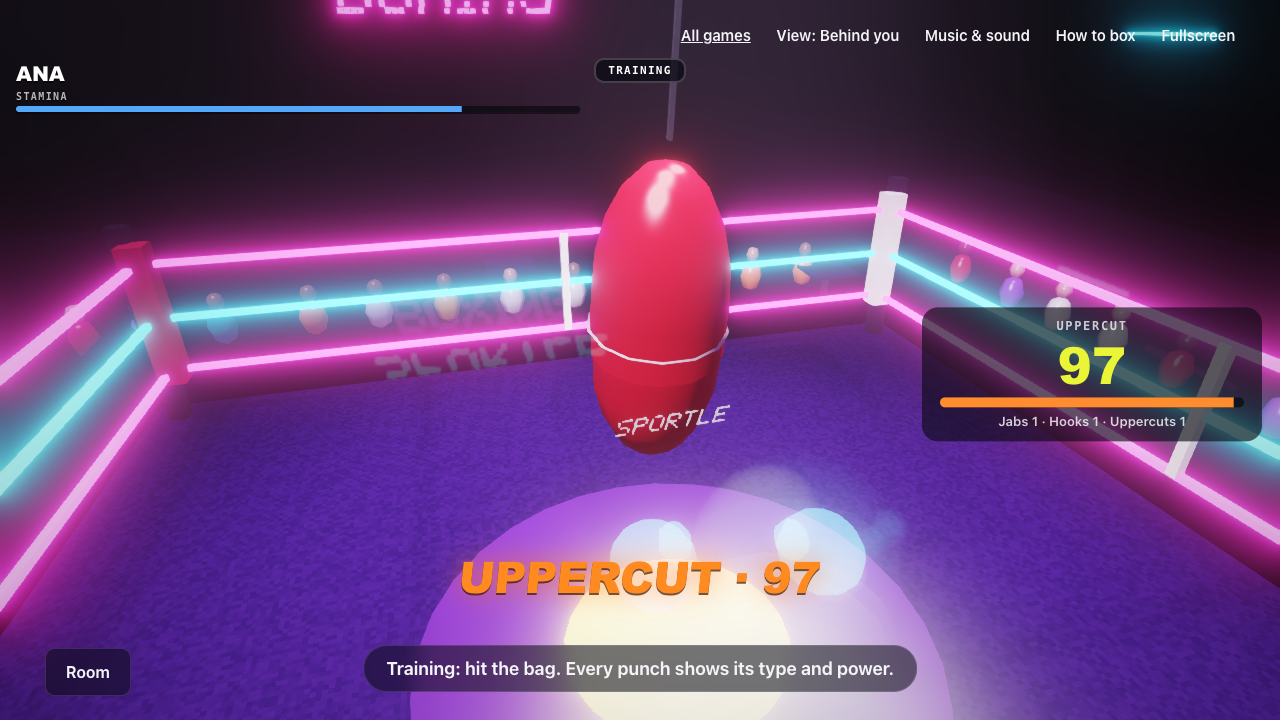 All games
View: Behind you
Music & sound
How to box
Fullscreen
ANA
TRAINING
STAMINA
UPPERCUT
97
Jabs 1 · Hooks 1 · Uppercuts 1
SPORTLE
UPPERCUT · 97
Room
Training: hit the bag. Every punch shows its type and power.